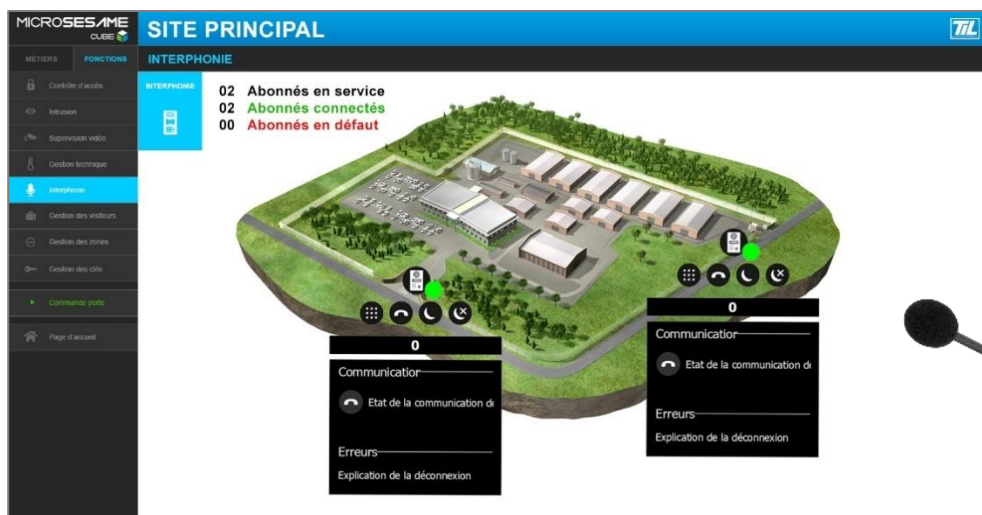 MICROSESAME
CUBE
SITE PRINCIPAL
TiL
MÉTIERS
FONCTIONS
INTERPHONIE
Contrôle d'accès
Intrusion
Supervision vidéo
Gestion technique
Interphonie
Gestion des visiteurs
Gestion des zones
Gestion des clés
Commande porte
Page d'accueil
INTERPHONIE
02 Abonnés en service
02 Abonnés connectés
00 Abonnés en défaut
0
Communicatior
Etat de la communication d
Erreurs
Explication de la déconnexion
0
Communicatior
Etat de la communication d
Erreurs
Explication de la déconnexion